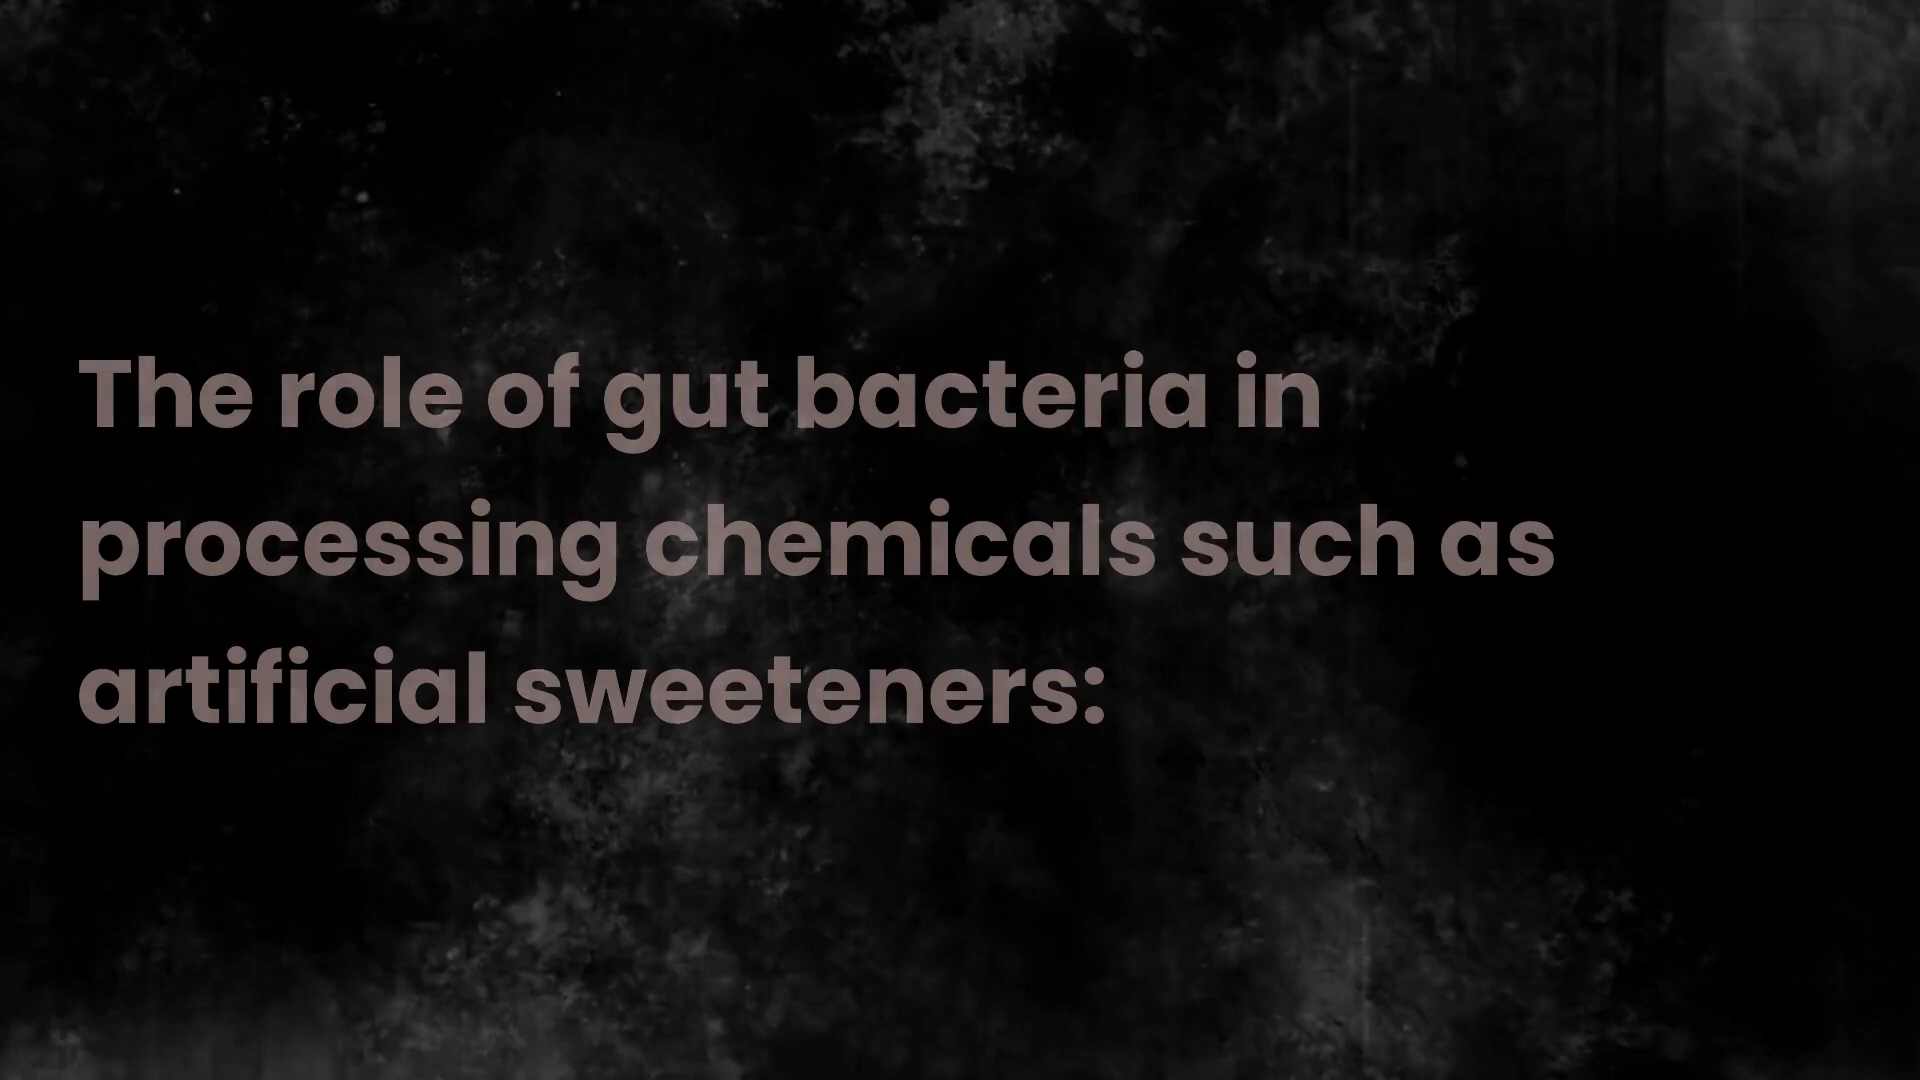 The role of gut bacteria in
processing chemicals such as
artificial sweeteners: